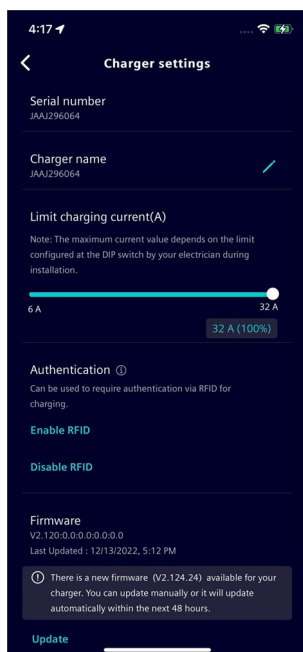 4:17
Charger settings
Serial number
JAAJ296064
Charger name
JAAJ296064
Limit charging current(A)
Note: The maximum current value depends on the limit
configured at the DIP switch by your electrician during
installation.
6 A
32 A
32 A (100%)
Authentication
Can be used to require authentication via RFID for
charging.
Enable RFID
Disable RFID
Firmware
V2.120:0.0:0.0:0.0:0.0
Last Updated : 12/13/2022, 5:12 PM
There is a new firmware (V2.124.24) available for your
charger. You can update manually or it will update
automatically within the next 48 hours.
Update